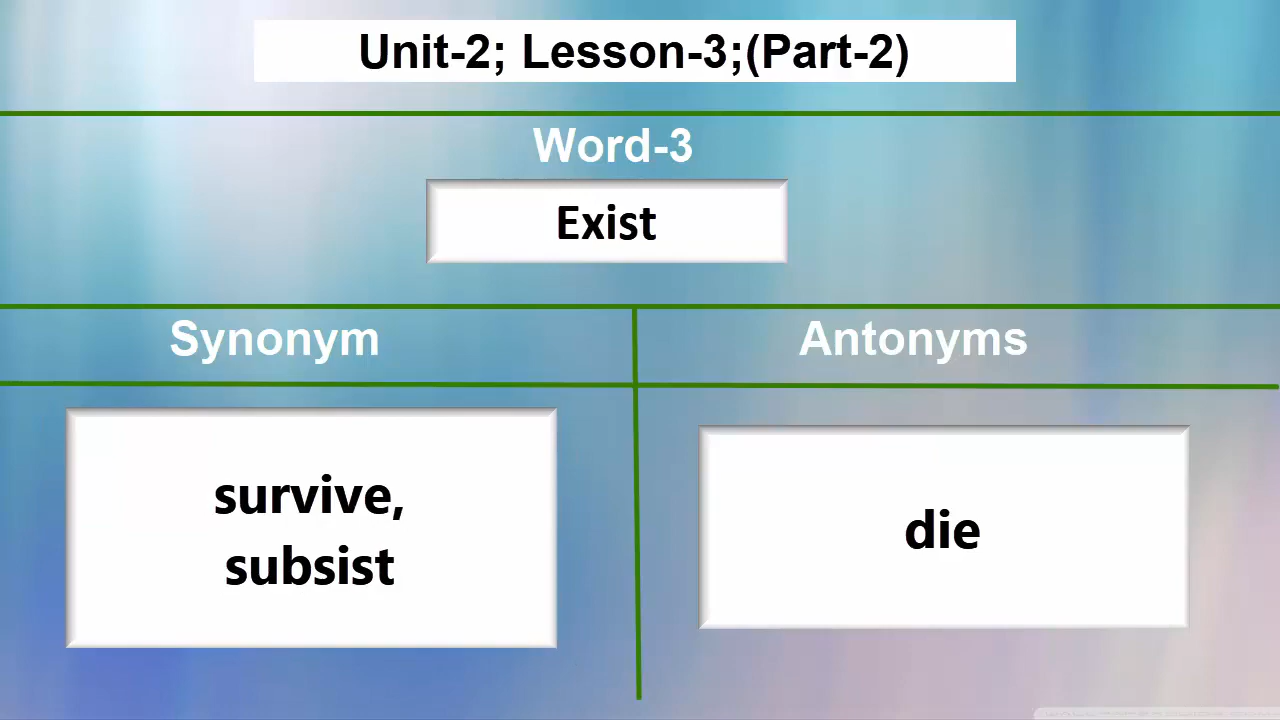 Unit-2; Lesson-3;(Part-2)
Word-3
Exist
Synonym
Antonyms
survive,
subsist
die